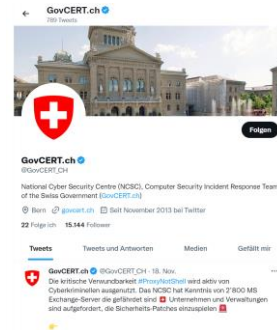 GovCERT.ch
789 Tweets
Folgen
GovCERT.ch
@GovCERT_CH
National Cyber Security Centre (NCSC), Computer Security Incident Response Team
of the Swiss Government (GovCERT.ch)
Bern govcert.ch Seit November 2013 bei Twitter
22 Folge ich 15.144 Follower
Tweets Tweets und Antworten Medien Gefällt mir
GovCERT.ch @GovCERT_CH · 18. Nov.
Die kritische Verwundbarkeit #ProxyNotShell wird aktiv von
Cyberkriminellen ausgenutzt. Das NCSC hat Kenntnis von 2'800 MS
Exchange-Server die gefährdet sind Unternehmen und Verwaltungen
sind aufgefordert, die Sicherheits-Patches einzuspielen